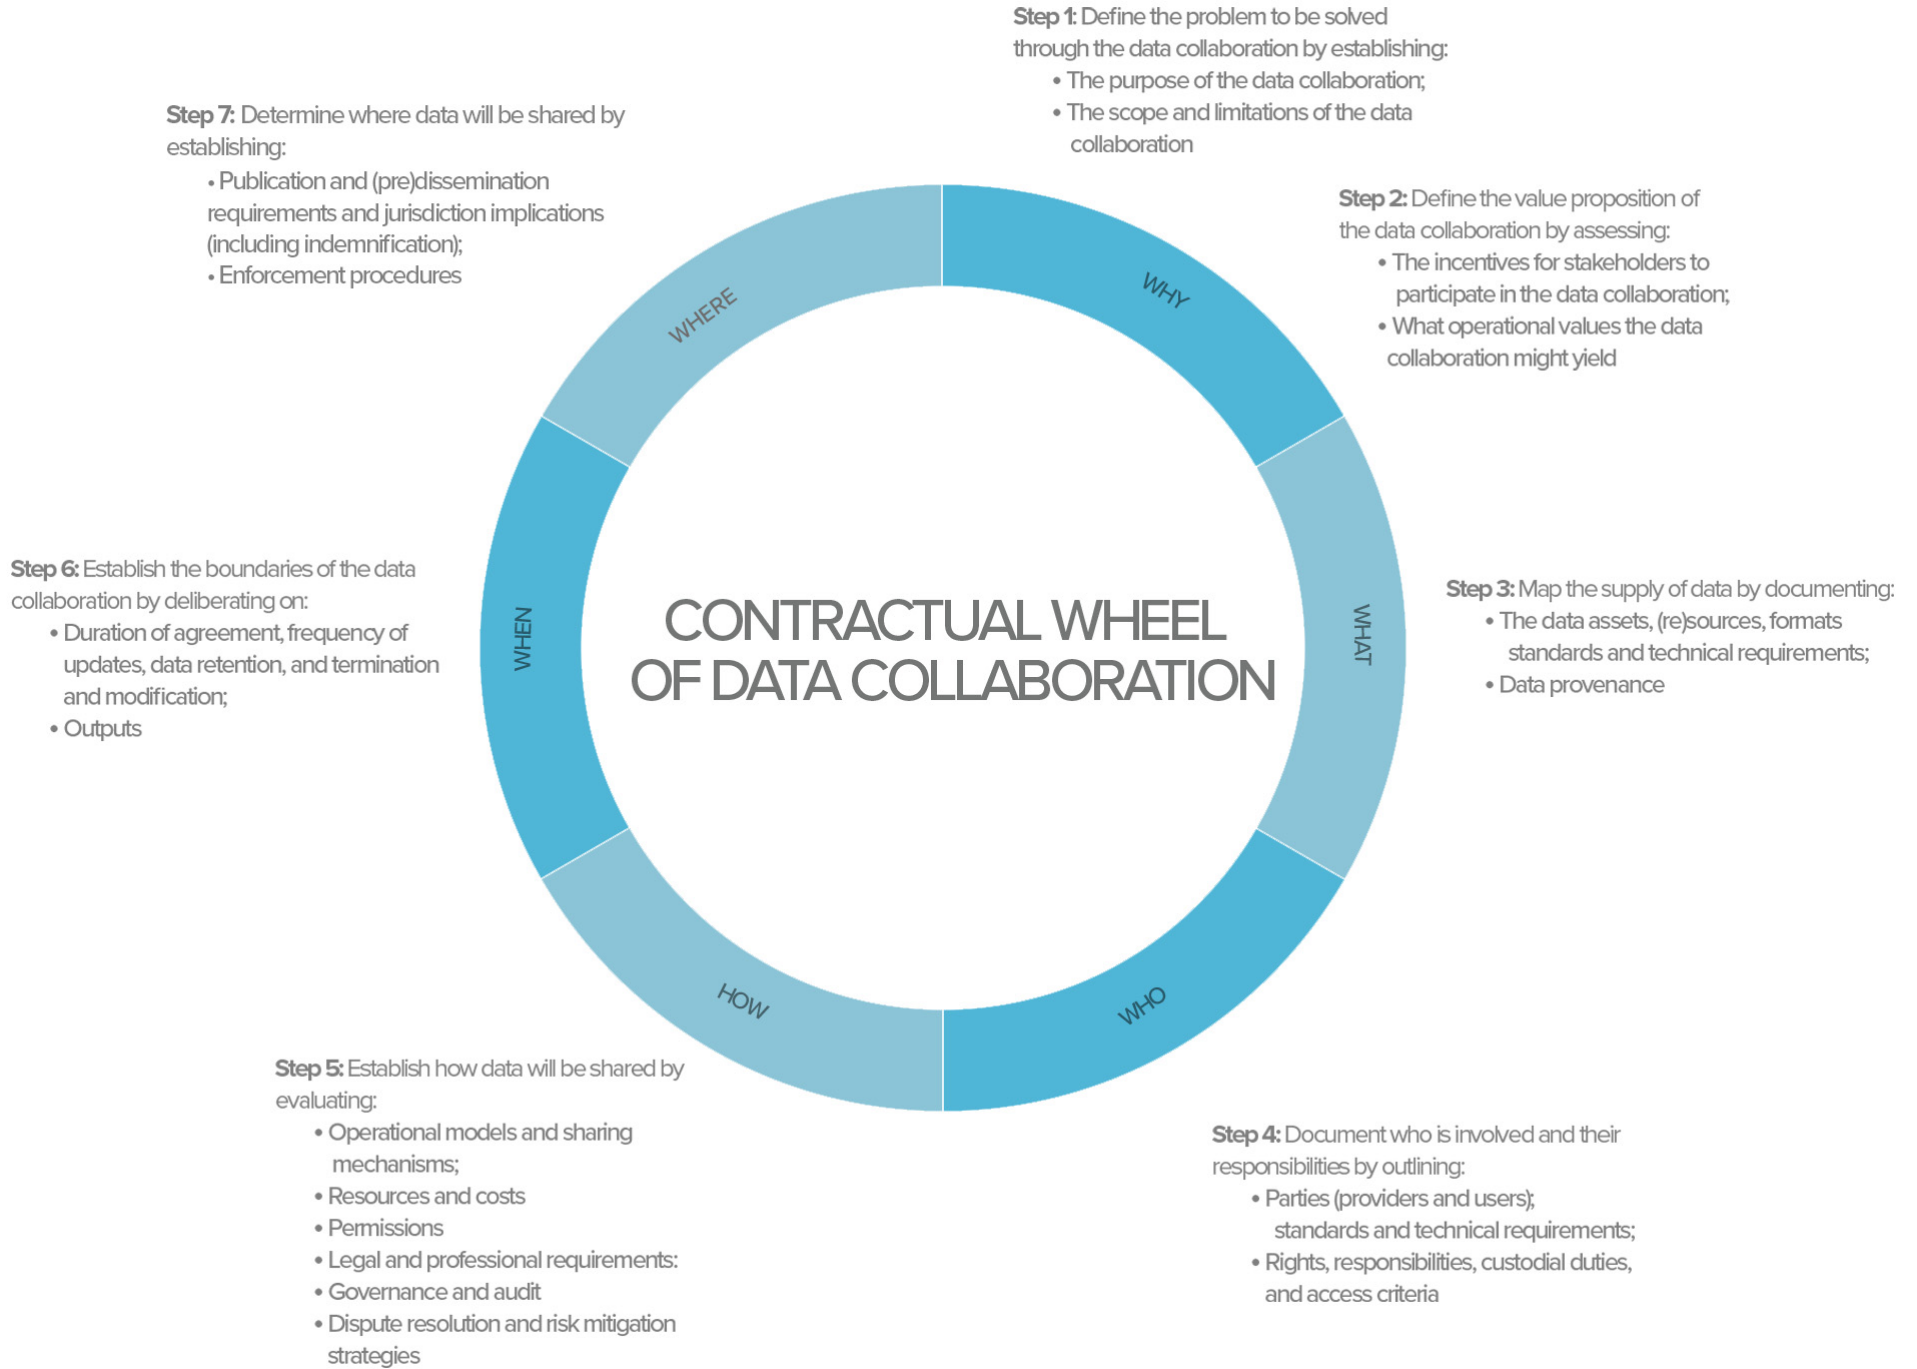 Step 1: Define the problem to be solved
through the data collaboration by establishing:
• The purpose of the data collaboration;
• The scope and limitations of the data
collaboration
Step 2: Define the value proposition of
the data collaboration by assessing:
• The incentives for stakeholders to
participate in the data collaboration;
• What operational values the data
collaboration might yield
Step 3: Map the supply of data by documenting:
• The data assets, (re)sources, formats
standards and technical requirements;
• Data provenance
Step 4: Document who is involved and their
responsibilities by outlining:
• Parties (providers and users);
standards and technical requirements;
• Rights, responsibilities, custodial duties,
and access criteria
Step 5: Establish how data will be shared by
evaluating:
• Operational models and sharing
mechanisms;
• Resources and costs
• Permissions
• Legal and professional requirements:
• Governance and audit
• Dispute resolution and risk mitigation
strategies
Step 6: Establish the boundaries of the data
collaboration by deliberating on:
• Duration of agreement, frequency of
updates, data retention, and termination
and modification;
• Outputs
Step 7: Determine where data will be shared by
establishing:
• Publication and (pre)dissemination
requirements and jurisdiction implications
(including indemnification);
• Enforcement procedures
WHY
WHAT
WHO
HOW
WHEN
WHERE
CONTRACTUAL WHEEL
OF DATA COLLABORATION